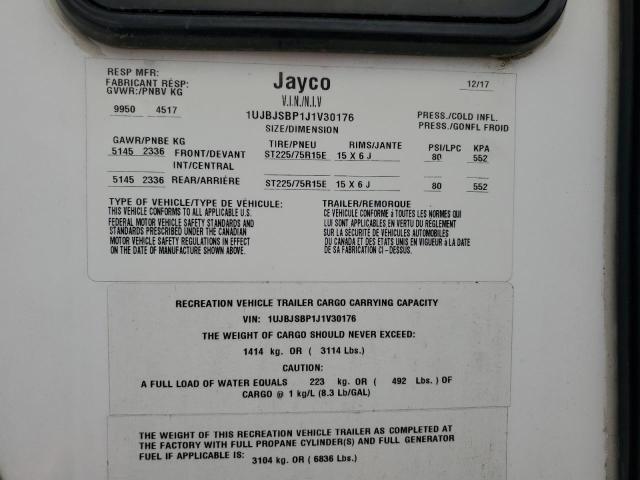 RESP MFR:
FABRICANT RESP:
GVWR:/PNBV KG
Jayco
12/17
V.I.N./N.I.V
9950 4517
1UJBJSBP1J1V30176
PRESS./COLD INFL.
SIZE/DIMENSION
PRESS./GONFL FROID
GAWR/PNBE KG TIRE/PNEU RIMS/JANTE PSI/LPC KPA
5145 2336 FRONT/DEVANT ST225/75R15E 15 X 6 J 80 552
INT/CENTRAL
5145 2336 REAR/ARRIÉRE ST225/75R15E 15 X 6 J 80 552
TYPE OF VEHICLE/TYPE DE VÉHICULE:
THIS VEHICLE CONFORMS TO ALL APPLICABLE U.S.
FEDERAL MOTOR VEHICLE SAFETY STANDARDS AND
STANDARDS PRESCRIBED UNDER THE CANADIAN
MOTOR VEHICLE SAFETY REGULATIONS IN EFFECT
ON THE DATE OF MANUFACTURE SHOWN ABOVE.
TRAILER/REMORQUE
CE VÉHICULE CONFORME À TOUTES LES NORMES QUI
LUI SONT APPLICABLES EN VERTU DU RÈGLEMENT
SUR LA SECURITE DE VÉHICULES AUTOMOBILES
DU CANADA ET DES ETATS UNIS EN VIGUEUR À LA DATE
DE SA FABRICATION CI-DESSUS.
RECREATION VEHICLE TRAILER CARGO CARRYING CAPACITY
VIN: 1UJBJSBP1J1V30176
THE WEIGHT OF CARGO SHOULD NEVER EXCEED:
1414 kg. OR ( 3114 Lbs.)
CAUTION:
A FULL LOAD OF WATER EQUALS 223 kg. OR ( 492 Lbs. ) OF
CARGO @ 1 kg/L (8.3 Lb/GAL)
THE WEIGHT OF THIS RECREATION VEHICLE TRAILER AS COMPLETED AT
THE FACTORY WITH FULL PROPANE CYLINDER(S) AND FULL GENERATOR
FUEL IF APPLICABLE IS: 3104 kg. OR (6836 Lbs.)